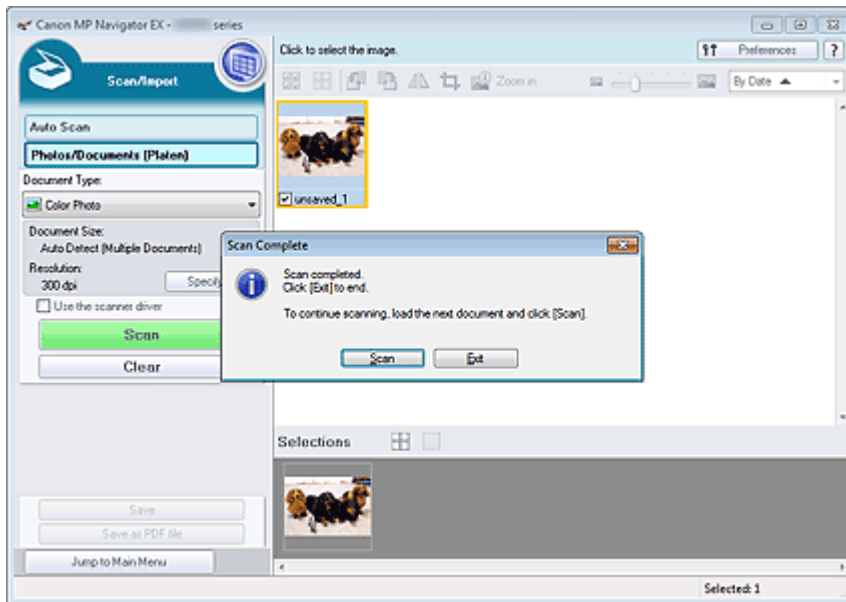 Canon MP Navigator EX - series
Scan/Import
Click to select the image.
Preferences
?
Zoom in
By Date
Auto Scan
Photos/Documents (Platen)
Document Type:
Color Photo
Document Size:
Auto Detect (Multiple Documents)
Resolution:
300 dpi
Specify
Use the scanner driver
Scan
Clear
unsaved_1
Scan Complete
Scan completed.
Click [Exit] to end.
To continue scanning, load the next document and click [Scan].
Scan
Exit
Selections
Save
Save as PDF file
Jump to Main Menu
Selected: 1